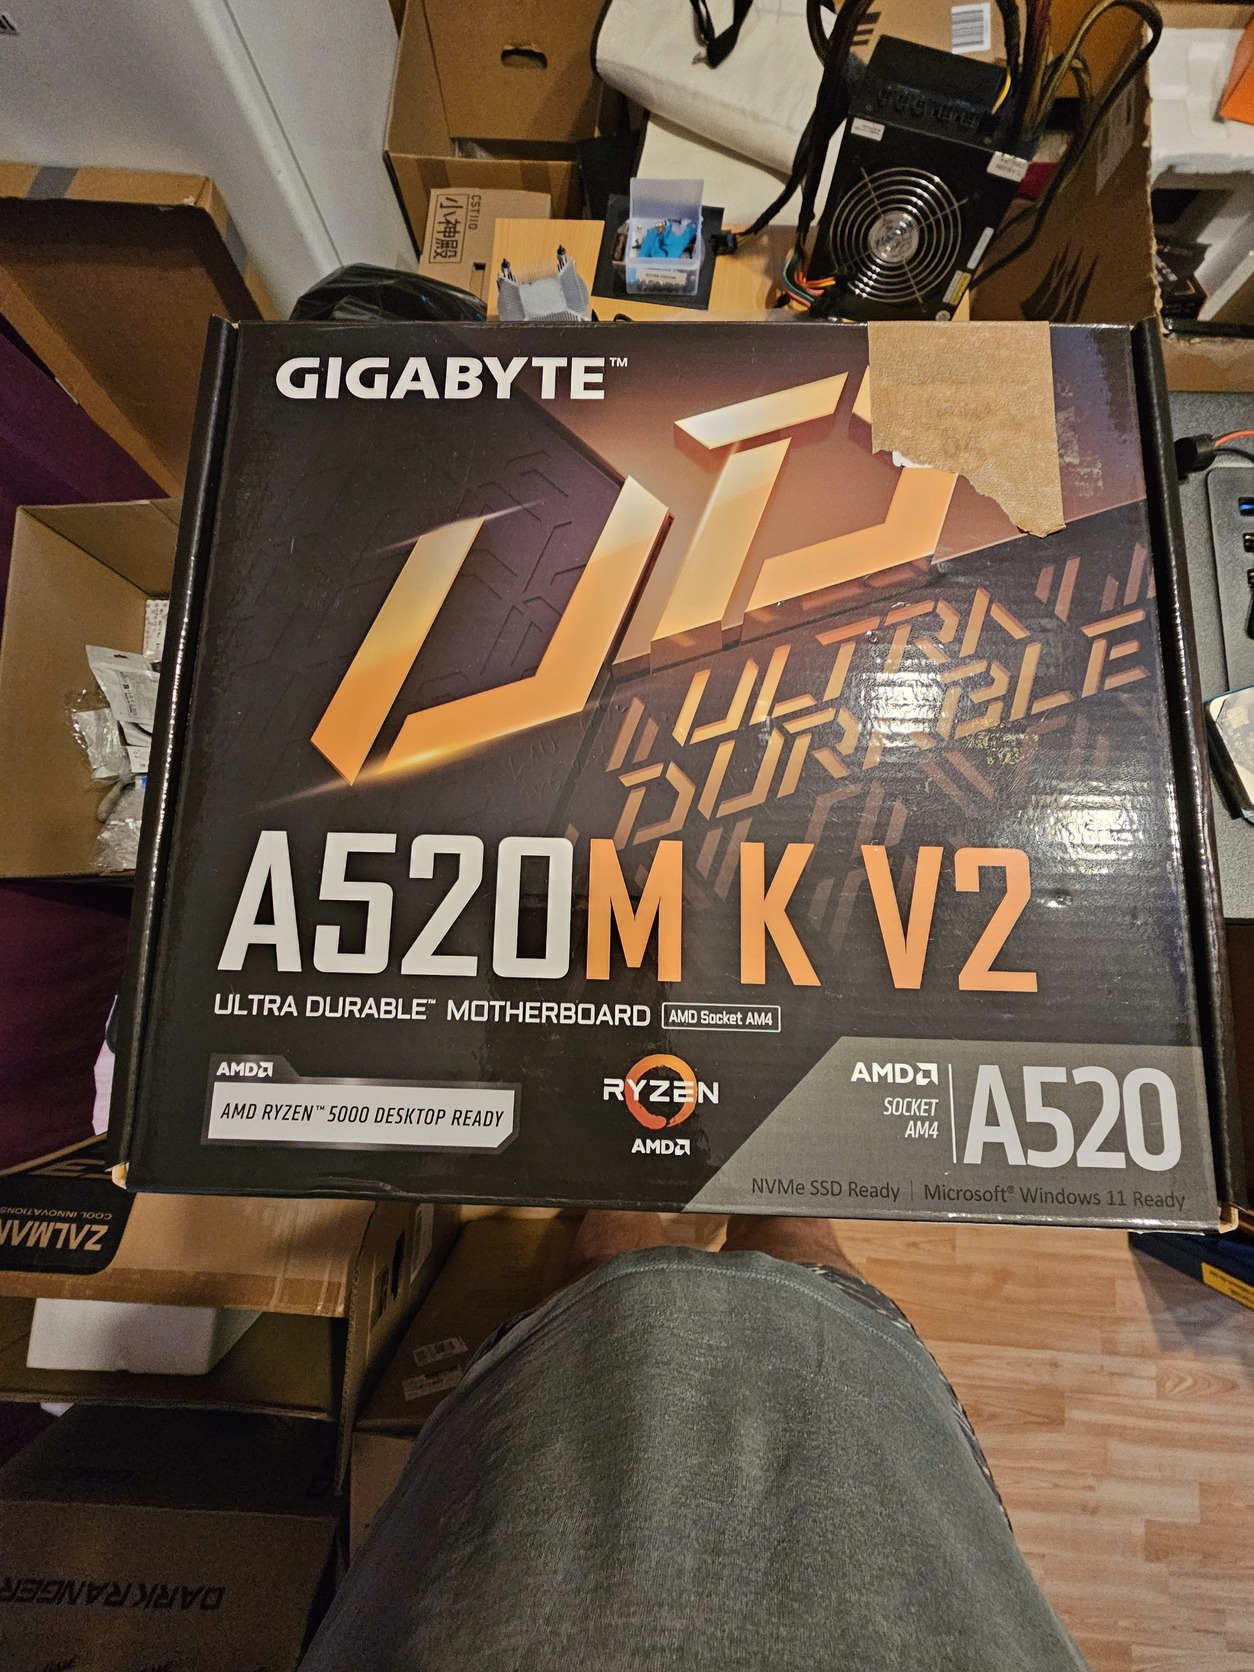 CST110
小神殿
GIGABYTE™
UD
ULTRA
DURABLE
A520M K V2
ULTRA DURABLE™ MOTHERBOARD AMD Socket AM4
AMD
AMD RYZEN™ 5000 DESKTOP READY
RYZEN
AMD
AMD
SOCKET
AM4
A520
NVMe SSD Ready | Microsoft® Windows 11 Ready
ZALMAN
COOL INNOVATIONS
DARK RANGER